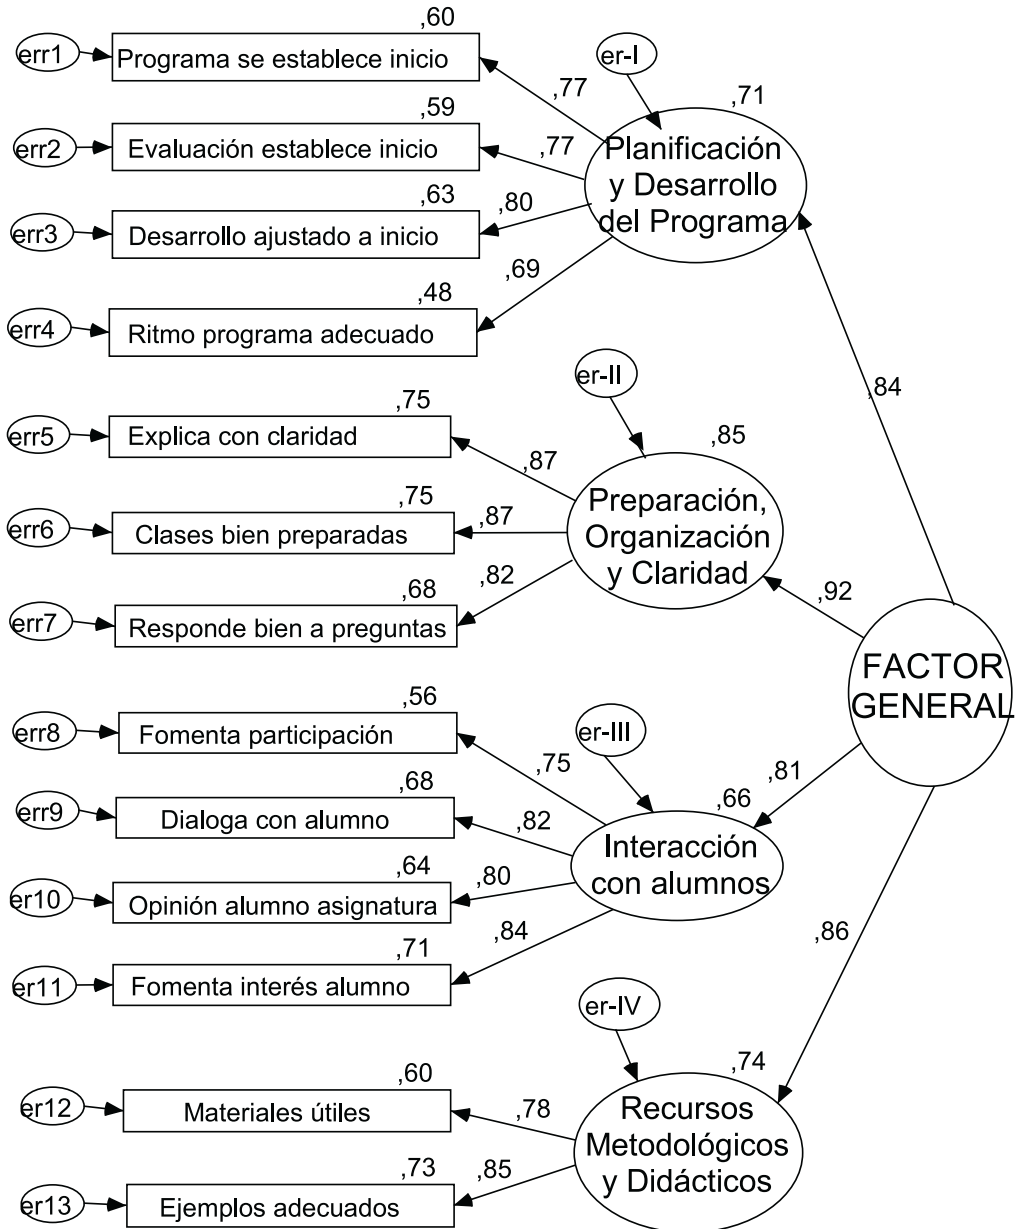 ,60
err1
Programa se establece inicio
er-I
,77
,71
,59
err2
Evaluación establece inicio
,77
Planificación
y Desarrollo
del Programa
,63
err3
Desarrollo ajustado a inicio
,80
,48
err4
Ritmo programa adecuado
,69
,84
er-II
,75
err5
Explica con claridad
,87
,85
Preparación,
Organización
y Claridad
,75
err6
Clases bien preparadas
,87
,68
err7
Responde bien a preguntas
,82
,92
FACTOR
GENERAL
,56
err8
Fomenta participación
er-III
,75
,81
,66
,68
err9
Dialoga con alumno
,82
Interacción
con alumnos
,64
er10
Opinión alumno asignatura
,80
,71
er11
Fomenta interés alumno
,84
,86
er-IV
,74
,60
er12
Materiales útiles
,78
Recursos
Metodológicos
y Didácticos
,73
er13
Ejemplos adecuados
,85